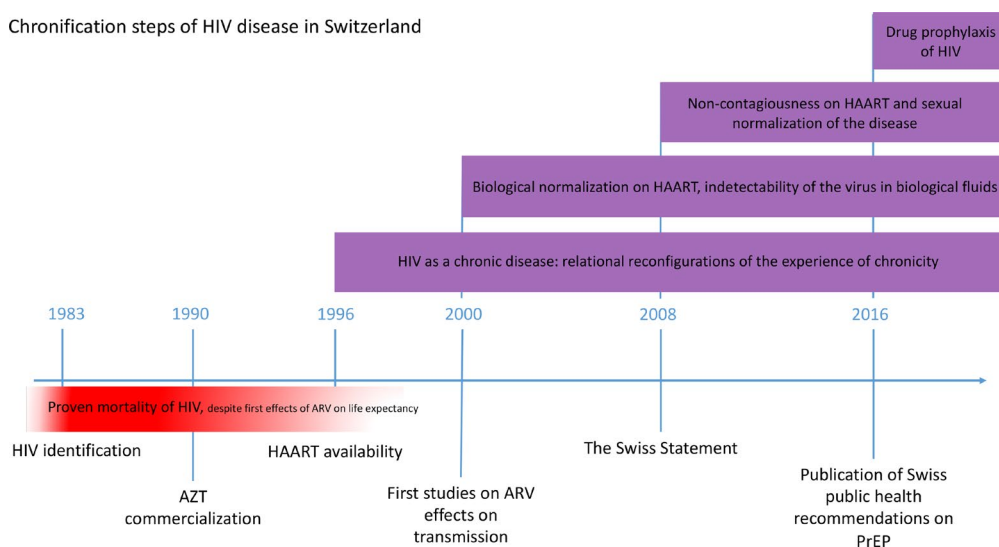 Chronification steps of HIV disease in Switzerland
Drug prophylaxis
of HIV
Non-contagiousness on HAART and sexual
normalization of the disease
Biological normalization on HAART, indetectability of the virus in biological fluids
HIV as a chronic disease: relational reconfigurations of the experience of chronicity
1983
1990
1996
2000
2008
2016
Proven mortality of HIV, despite first effects of ARV on life expectancy
HIV identification
HAART availability
The Swiss Statement
AZT
commercialization
First studies on ARV
effects on
transmission
Publication of Swiss
public health
recommendations on
PrEP